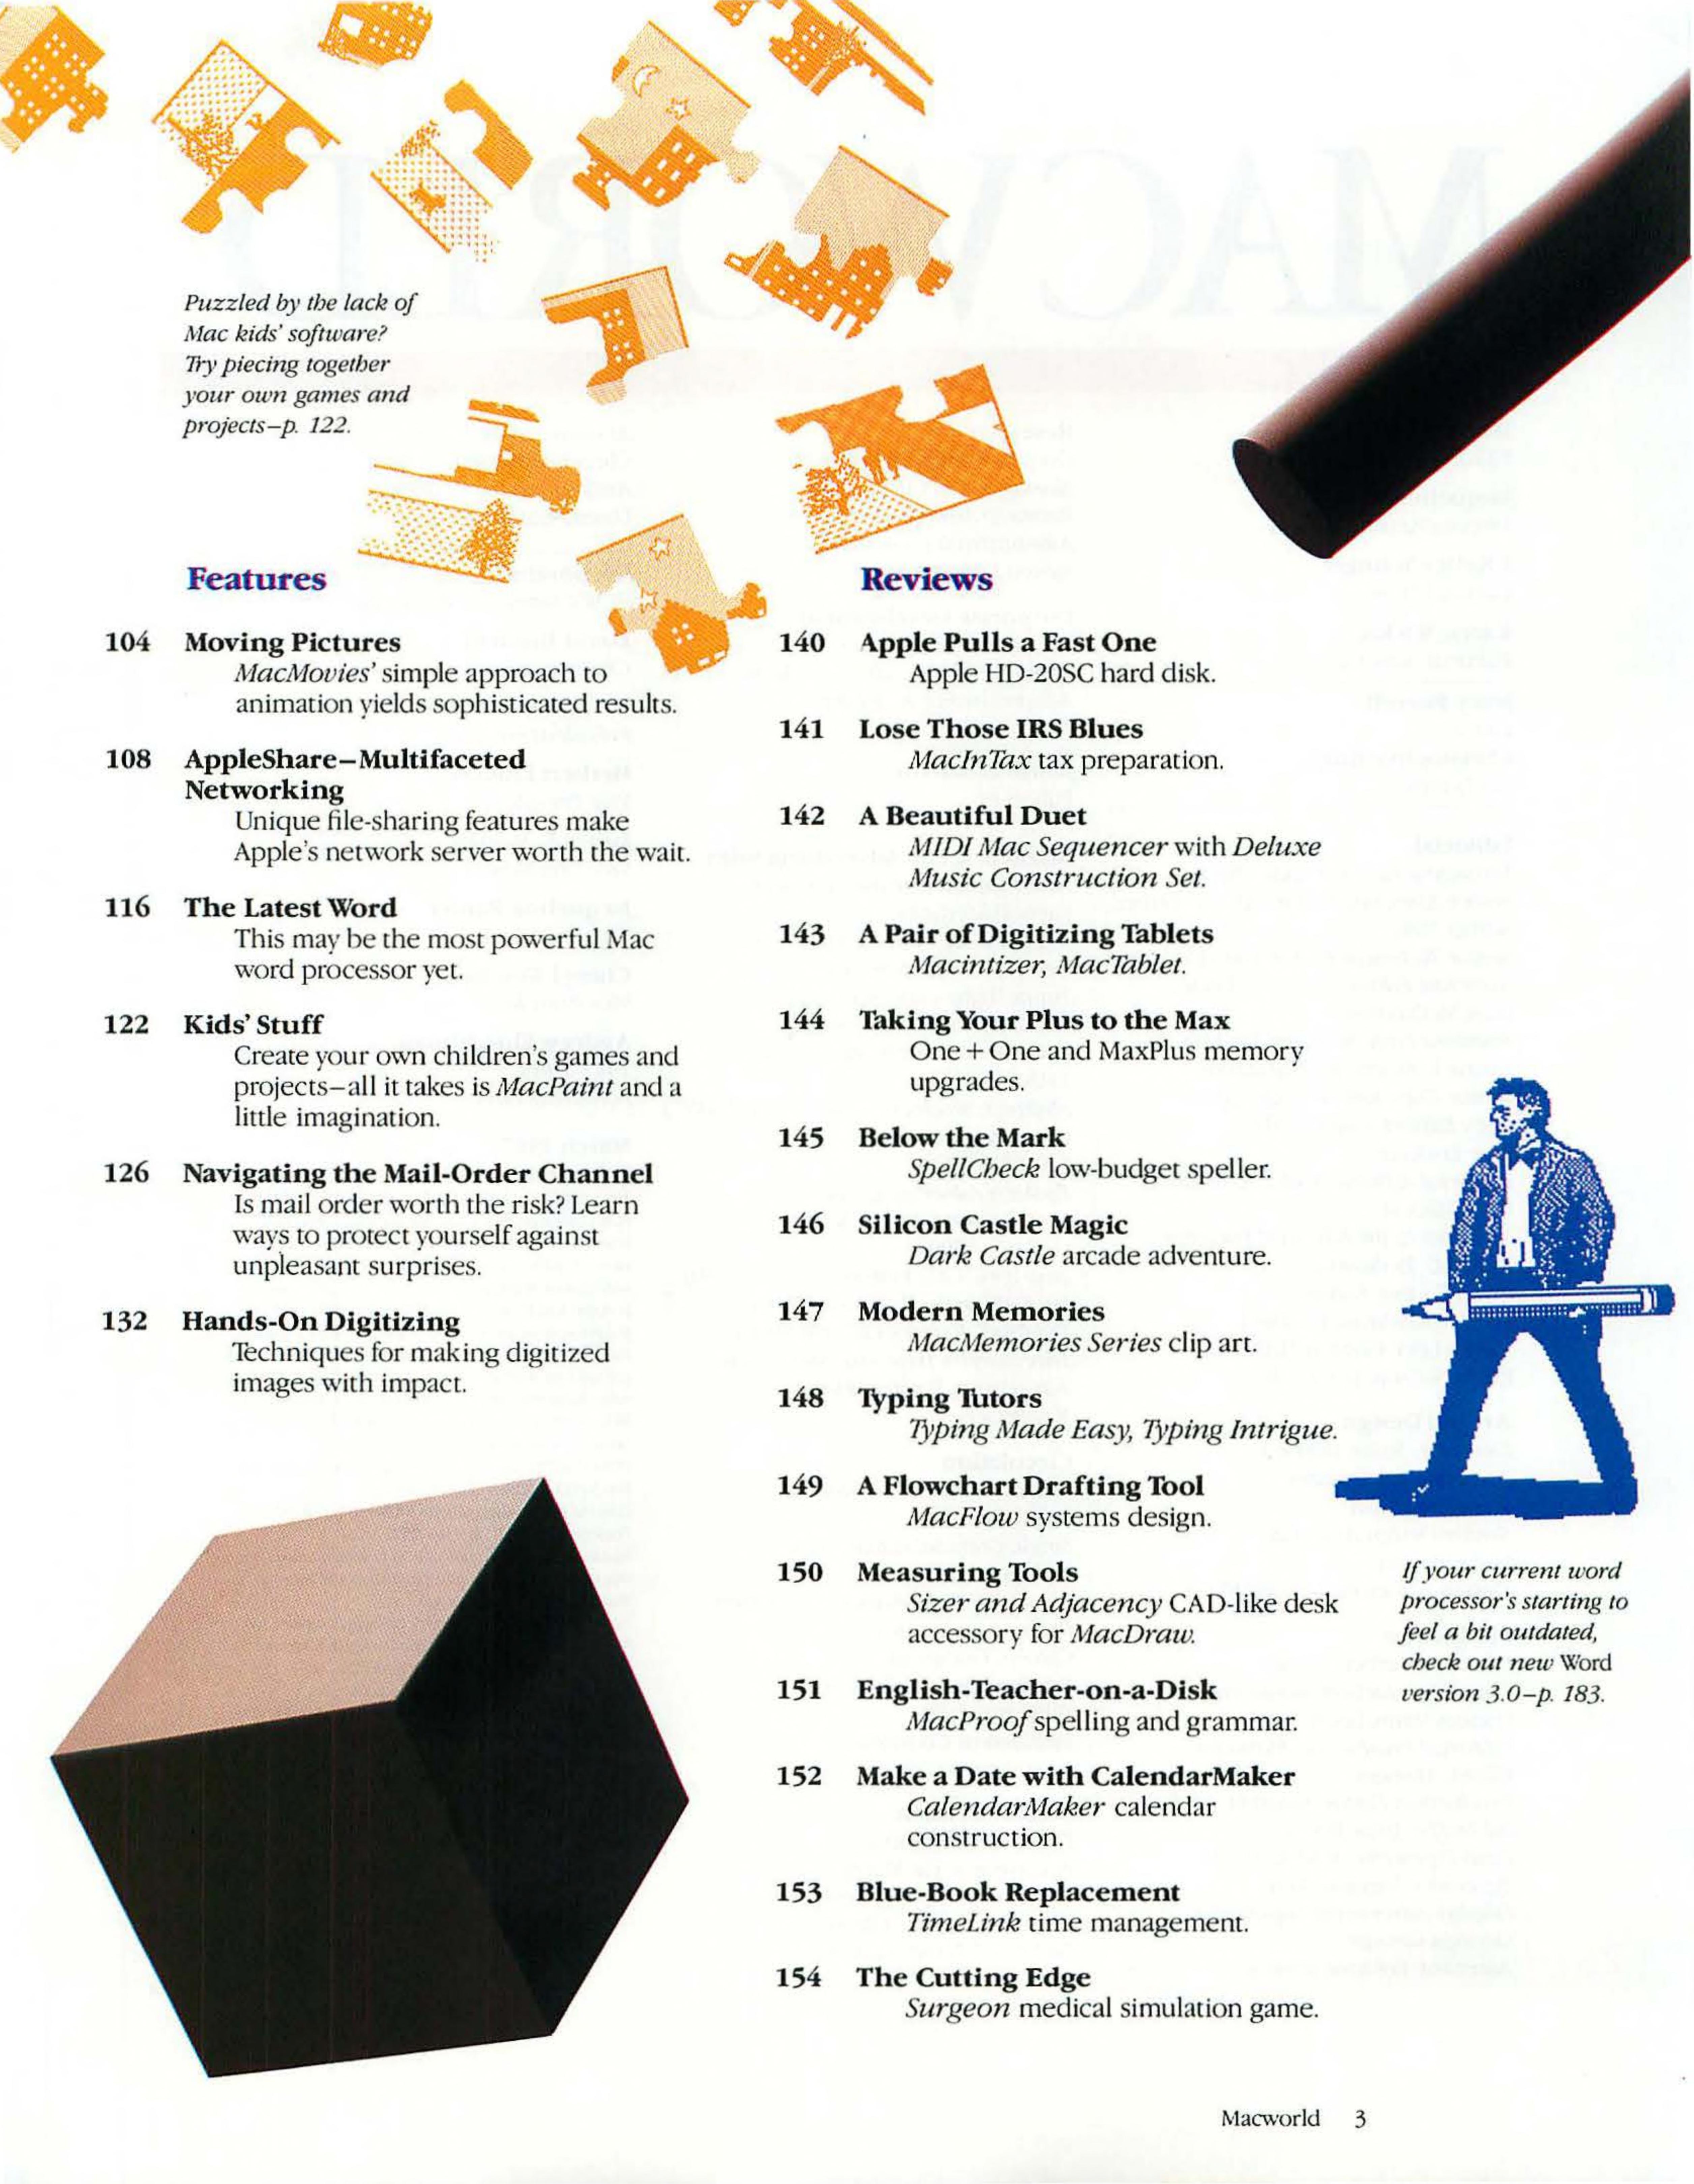 Puzzled by the lack of
Mac kids' software?
Try piecing together
your own games and
projects–p. 122.
Features
104 Moving Pictures
MacMovies' simple approach to
animation yields sophisticated results.
108 AppleShare–Multifaceted
Networking
Unique file-sharing features make
Apple's network server worth the wait.
116 The Latest Word
This may be the most powerful Mac
word processor yet.
122 Kids' Stuff
Create your own children's games and
projects–all it takes is MacPaint and a
little imagination.
126 Navigating the Mail-Order Channel
Is mail order worth the risk? Learn
ways to protect yourself against
unpleasant surprises.
132 Hands-On Digitizing
Techniques for making digitized
images with impact.
Reviews
140 Apple Pulls a Fast One
Apple HD-20SC hard disk.
141 Lose Those IRS Blues
MacInTax tax preparation.
142 A Beautiful Duet
MIDI Mac Sequencer with Deluxe
Music Construction Set.
143 A Pair of Digitizing Tablets
Macintizer, MacTablet.
144 Taking Your Plus to the Max
One + One and MaxPlus memory
upgrades.
145 Below the Mark
SpellCheck low-budget speller.
146 Silicon Castle Magic
Dark Castle arcade adventure.
147 Modern Memories
MacMemories Series clip art.
148 Typing Tutors
Typing Made Easy, Typing Intrigue.
149 A Flowchart Drafting Tool
MacFlow systems design.
150 Measuring Tools
Sizer and Adjacency CAD-like desk
accessory for MacDraw.
151 English-Teacher-on-a-Disk
MacProof spelling and grammar.
152 Make a Date with CalendarMaker
CalendarMaker calendar
construction.
153 Blue-Book Replacement
TimeLink time management.
154 The Cutting Edge
Surgeon medical simulation game.
If your current word
processor's starting to
feel a bit outdated,
check out new Word
version 3.0–p. 183.
Macworld 3